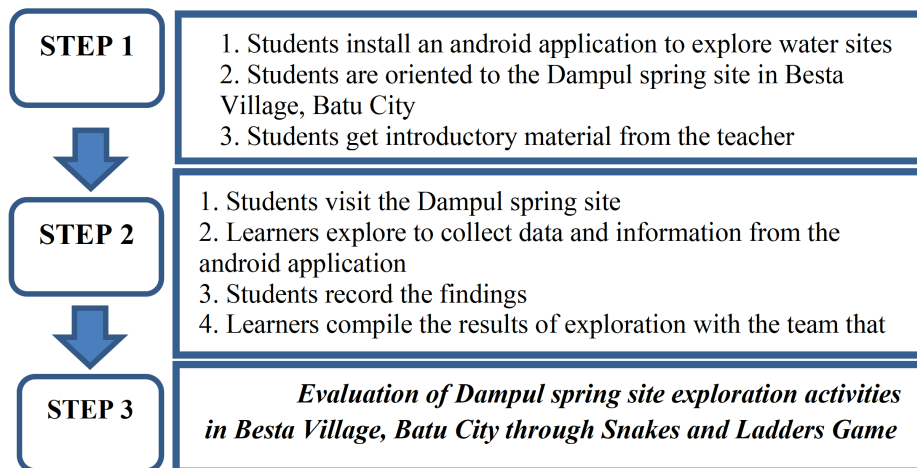 STEP 1
1. Students install an android application to explore water sites
2. Students are oriented to the Dampul spring site in Besta
Village, Batu City
3. Students get introductory material from the teacher
STEP 2
1. Students visit the Dampul spring site
2. Learners explore to collect data and information from the
android application
3. Students record the findings
4. Learners compile the results of exploration with the team that
STEP 3
Evaluation of Dampul spring site exploration activities
in Besta Village, Batu City through Snakes and Ladders Game